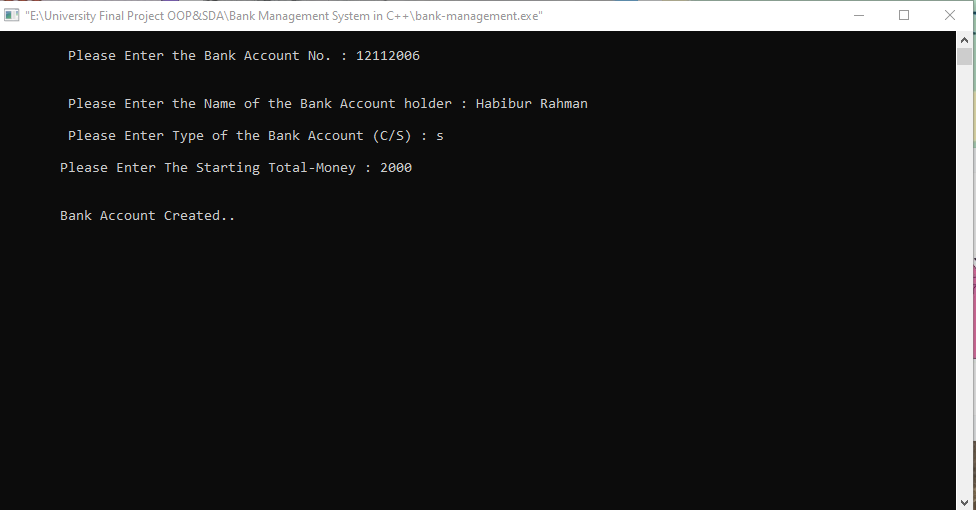 "E:\University Final Project OOP&SDA\Bank Management System in C++\bank-management.exe"
Please Enter the Bank Account No. : 12112006
Please Enter the Name of the Bank Account holder : Habibur Rahman
Please Enter Type of the Bank Account (C/S) : s
Please Enter The Starting Total-Money : 2000
Bank Account Created..